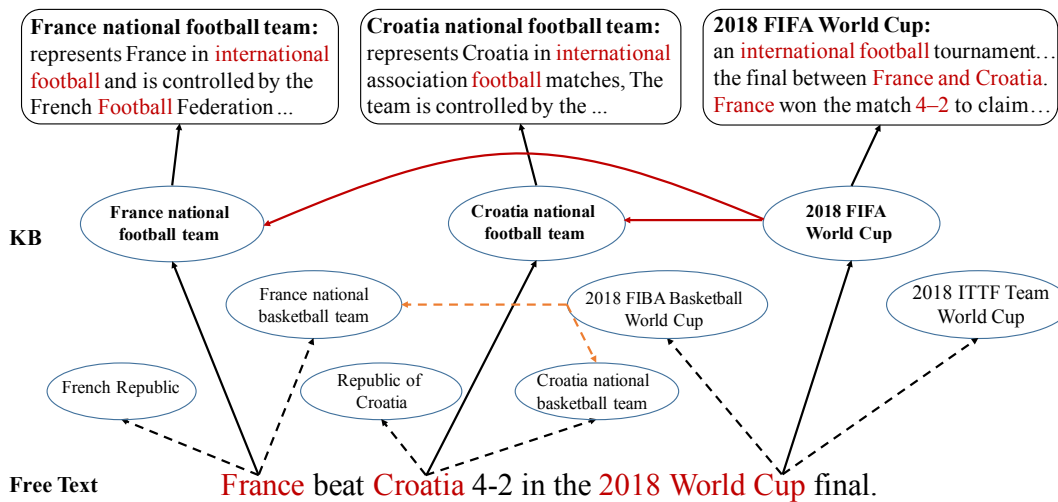 France national football team:
represents France in international
football and is controlled by the
French Football Federation ...
Croatia national football team:
represents Croatia in international
association football matches, The
team is controlled by the ...
2018 FIFA World Cup:
an international football tournament…
the final between France and Croatia.
France won the match 4–2 to claim…
KB
France national
football team
Croatia national
football team
2018 FIFA
World Cup
France national
basketball team
2018 FIBA Basketball
World Cup
2018 ITTF Team
World Cup
French Republic
Republic of
Croatia
Croatia national
basketball team
Free Text
France beat Croatia 4-2 in the 2018 World Cup final.